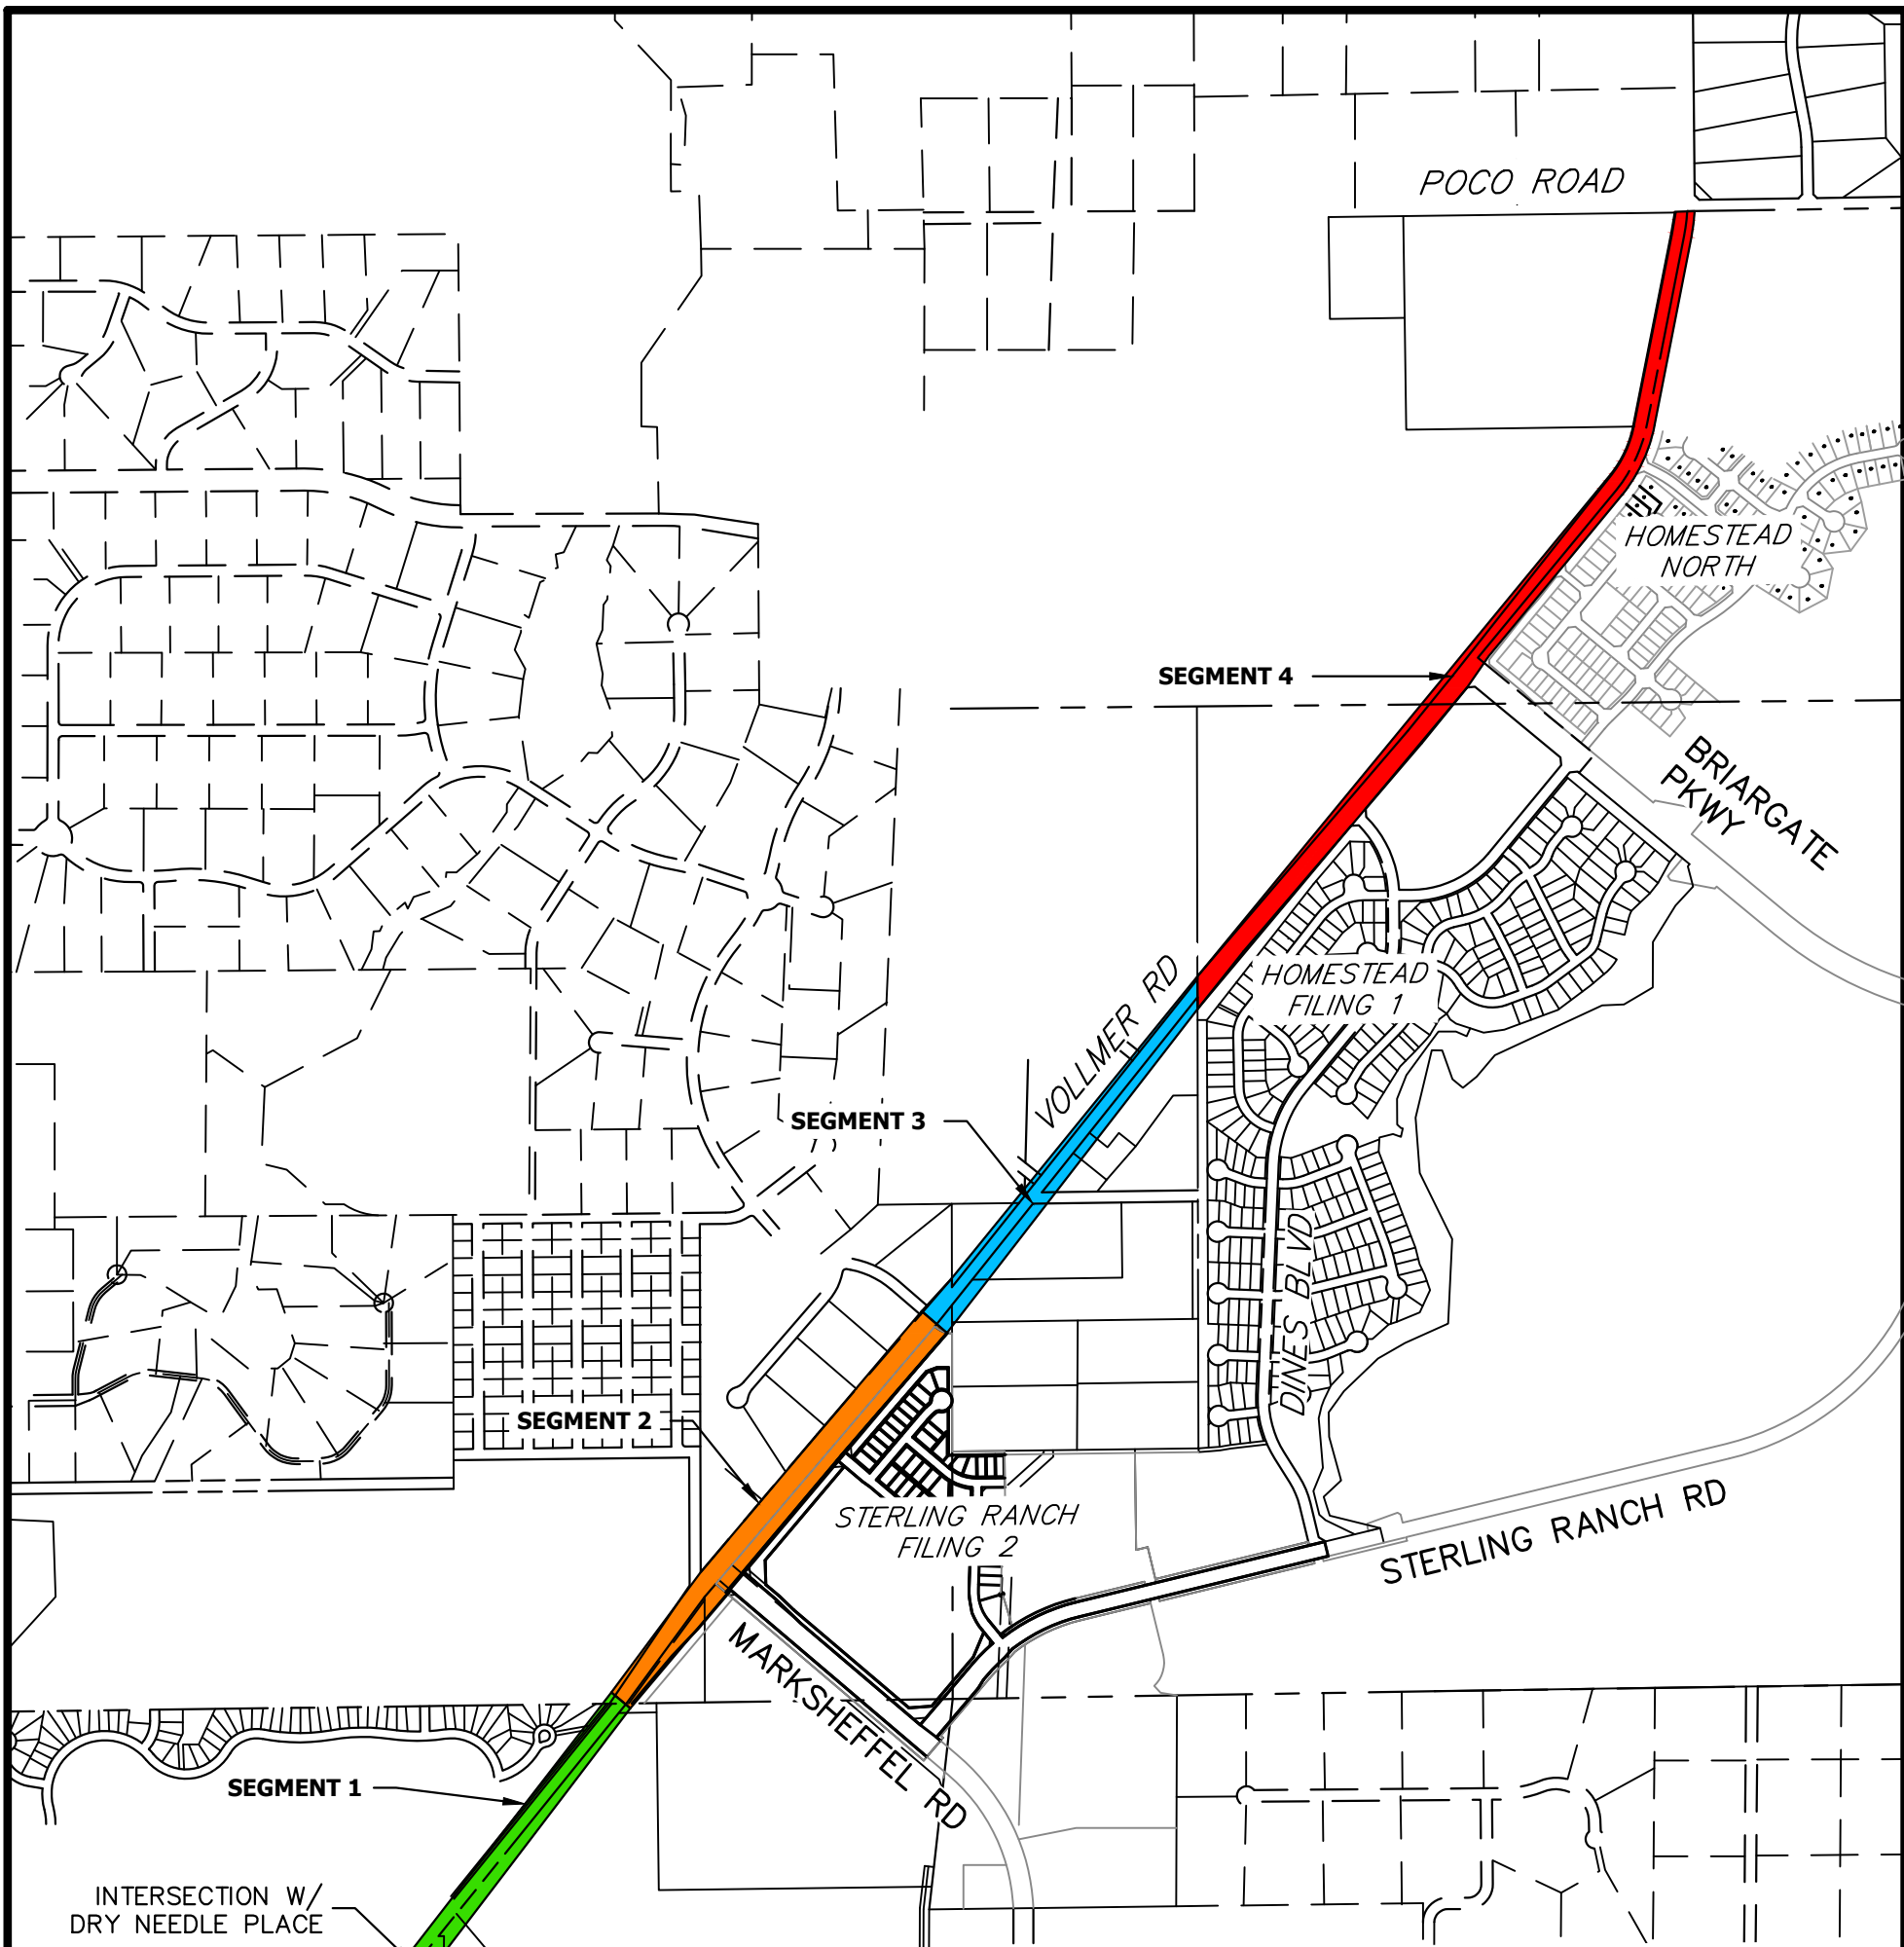 POCO ROAD
HOMESTEAD
NORTH
SEGMENT 4
BRIARGATE
PKWY
VOLLMER RD
HOMESTEAD
FILING 1
SEGMENT 3
DINES BLVD
SEGMENT 2
STERLING RANCH
FILING 2
STERLING RANCH RD
MARKSHEFFEL RD
SEGMENT 1
INTERSECTION W/
DRY NEEDLE PLACE